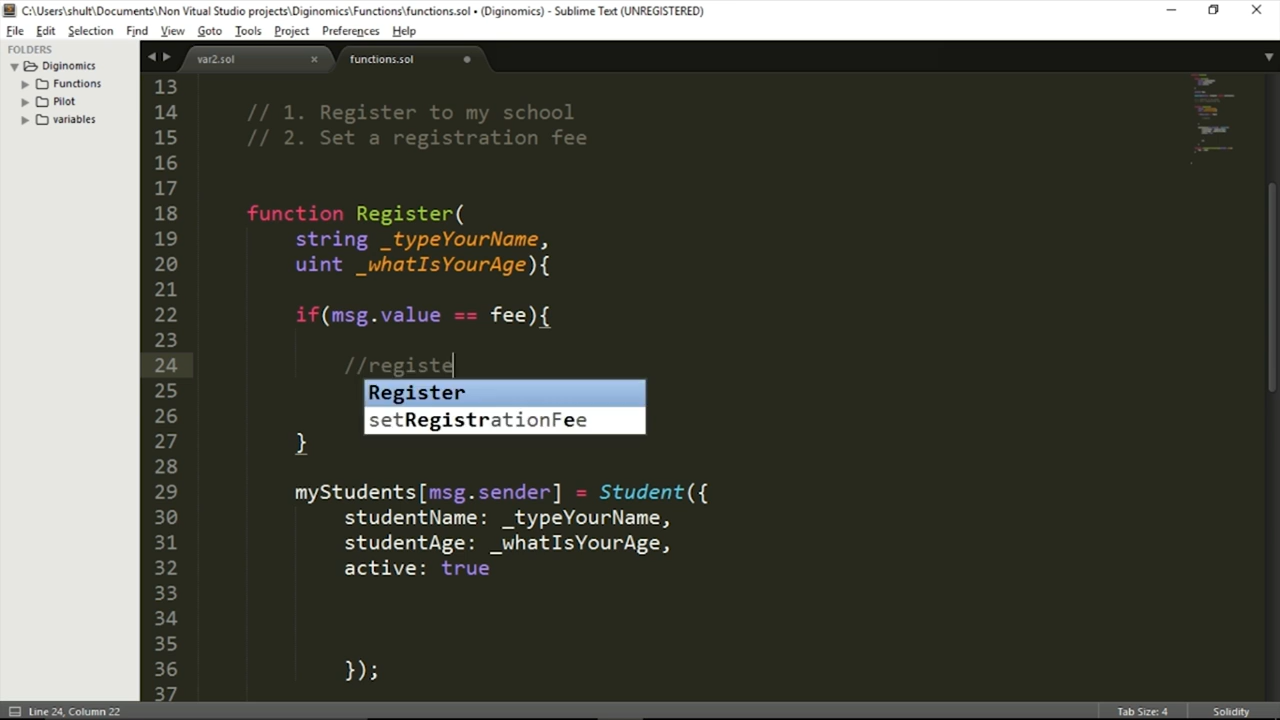 C:\Users\shult\Documents\Non Vitual Studio projects\Diginomics\Functions\functions.sol • (Diginomics) - Sublime Text (UNREGISTERED)
File Edit Selection Find View Goto Tools Project Preferences Help
FOLDERS
Diginomics
Functions
Pilot
variables
var2.sol × functions.sol
13
14 // 1. Register to my school
15 // 2. Set a registration fee
16
17
18 function Register(
19 string _typeYourName,
20 uint _whatIsYourAge){
21
22 if(msg.value == fee){
23
24 //registe
Register
25
setRegistrationFee
26
27 }
28
29 myStudents[msg.sender] = Student({
30 studentName: _typeYourName,
31 studentAge: _whatIsYourAge,
32 active: true
33
34
35
36 });
37
Line 24, Column 22 Tab Size: 4 Solidity